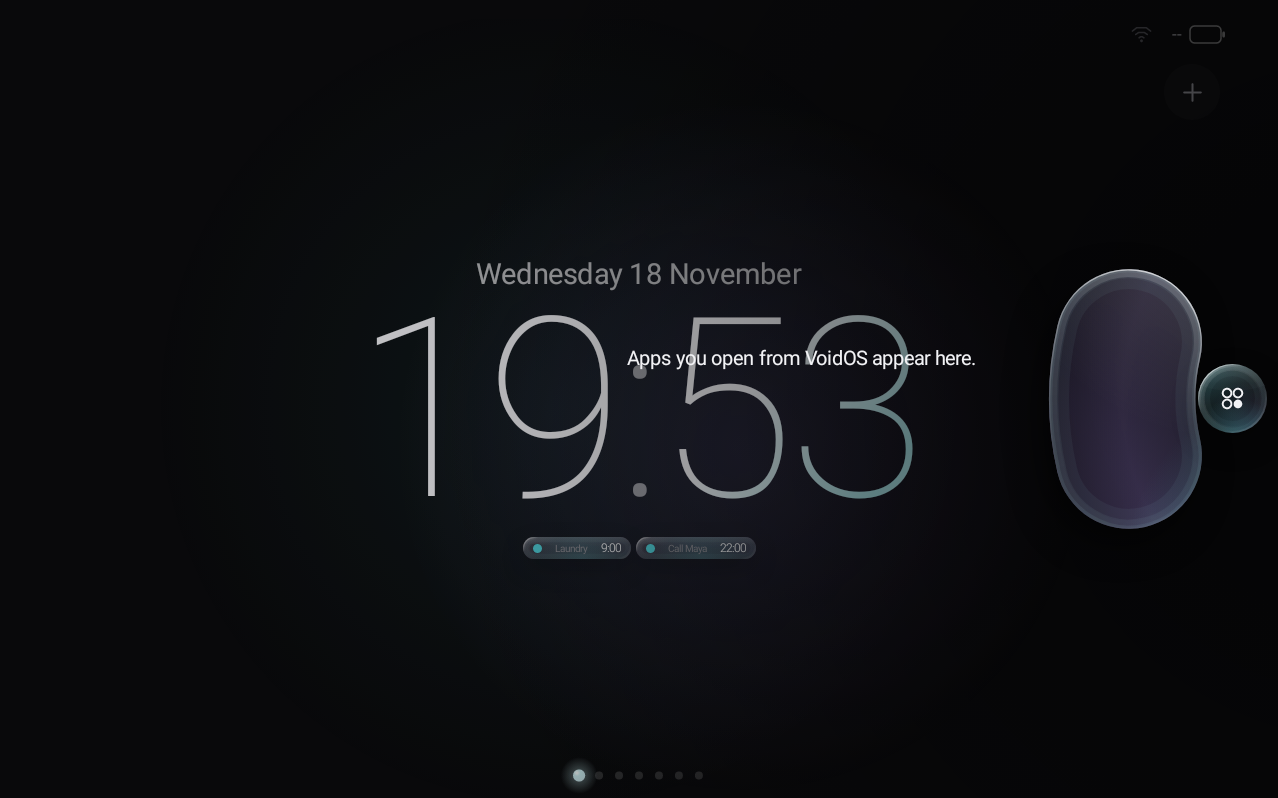 --
Wednesday 18 November
19:53
Apps you open from VoidOS appear here.
Laundry 9:00 Call Maya 22:00